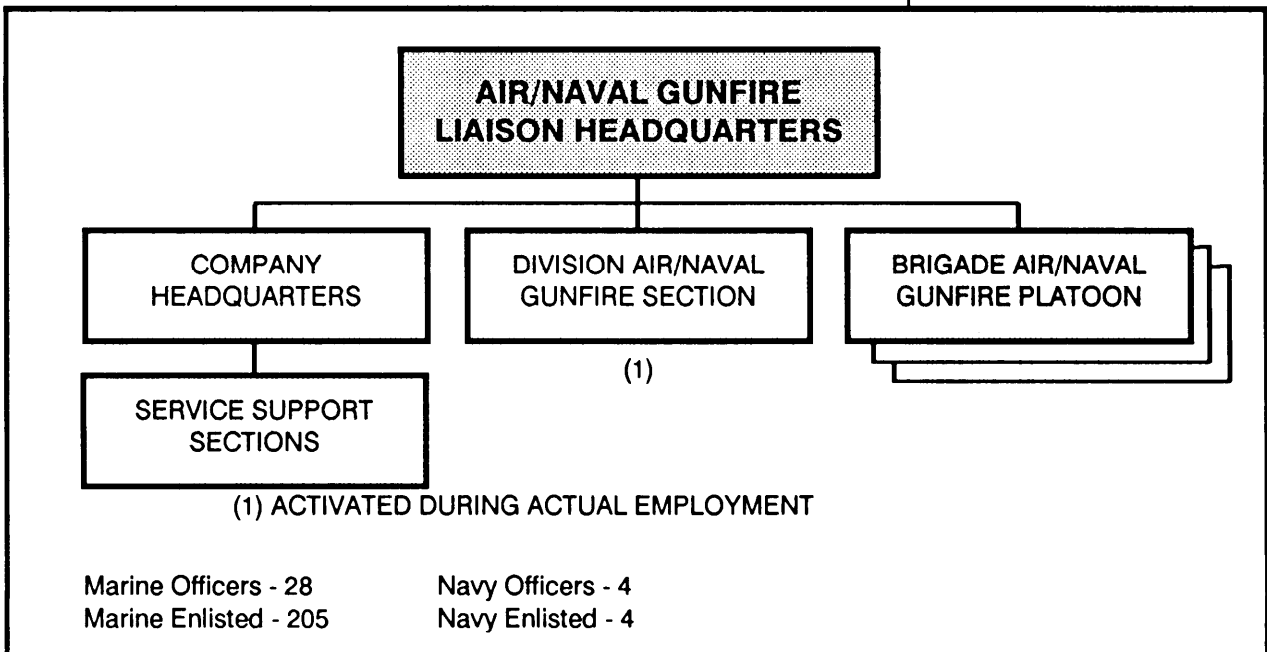 AIR/NAVAL GUNFIRE
LIAISON HEADQUARTERS
COMPANY
HEADQUARTERS
DIVISION AIR/NAVAL
GUNFIRE SECTION
BRIGADE AIR/NAVAL
GUNFIRE PLATOON
(1)
SERVICE SUPPORT
SECTIONS
(1) ACTIVATED DURING ACTUAL EMPLOYMENT
Marine Officers - 28
Navy Officers - 4
Marine Enlisted - 205
Navy Enlisted - 4